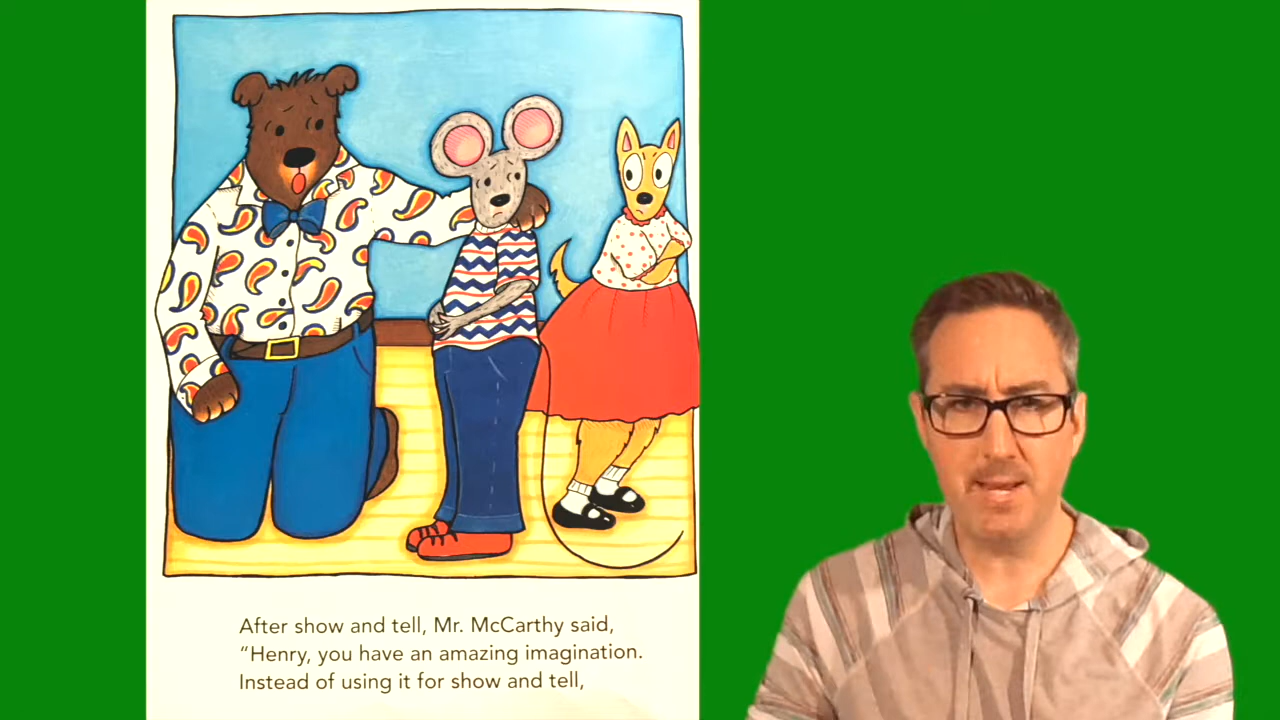 After show and tell, Mr. McCarthy said,
“Henry, you have an amazing imagination.
Instead of using it for show and tell,